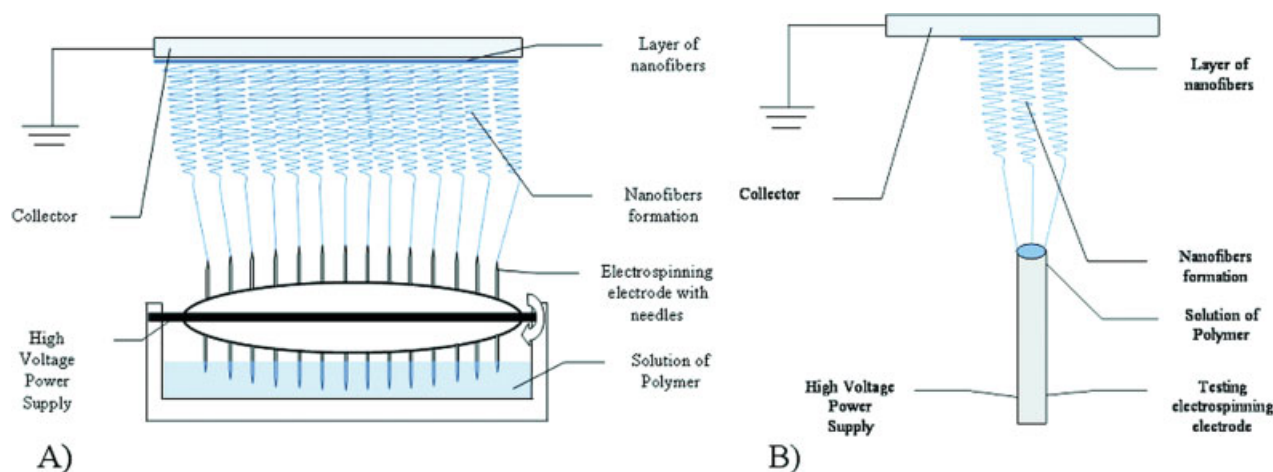 Layer of
nanofibers
Collector
Nanofibers
formation
Electrospinning
electrode with
needles
High
Voltage
Power
Supply
Solution of
Polymer
A)
Layer of
nanofibers
Collector
Nanofibers
formation
Solution of
Polymer
High Voltage
Power
Supply
Testing
electrospinning
electrode
B)